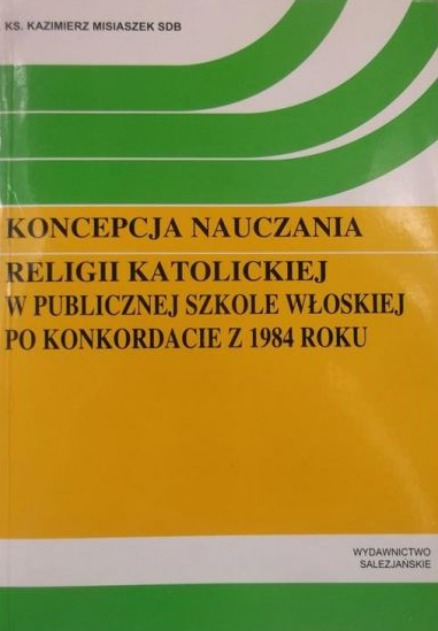 KS. KAZIMIERZ MISIASZEK SDB
KONCEPCJA NAUCZANIA
RELIGII KATOLICKIEJ
W PUBLICZNEJ SZKOLE WŁOSKIEJ
PO KONKORDACIE Z 1984 ROKU
WYDAWNICTWO
SALEZJAŃSKIE